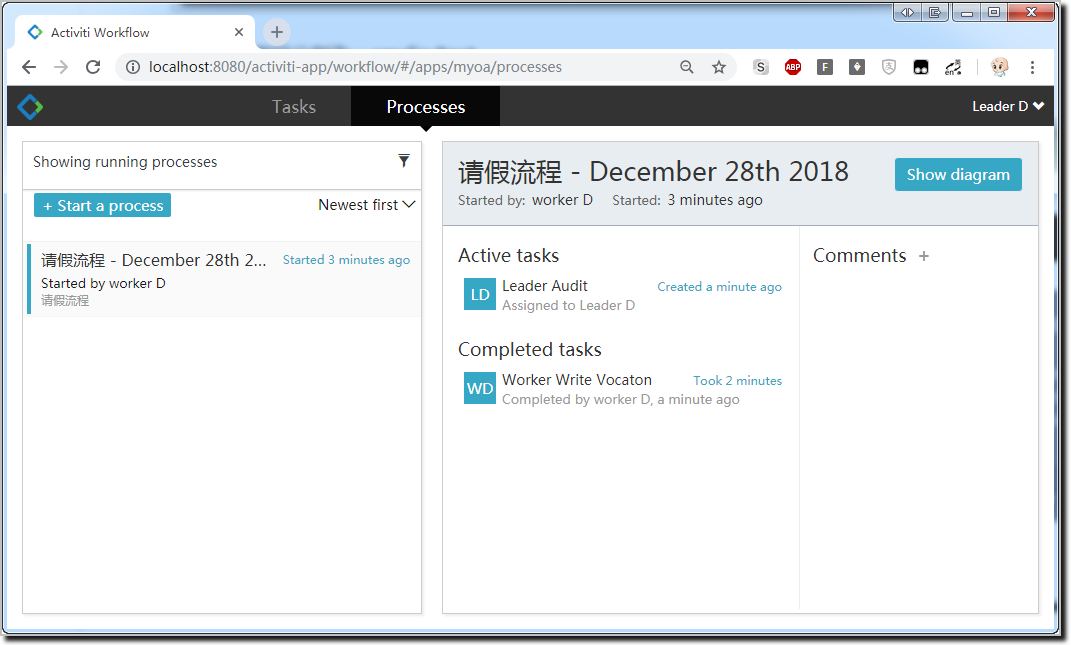 Activiti Workflow
localhost:8080/activiti-app/workflow/#/apps/myoa/processes
S
ABP
F
en
Tasks
Processes
Leader D
Showing running processes
+ Start a process
Newest first
请假流程 - December 28th 2...
Started 3 minutes ago
Started by worker D
请假流程
请假流程 - December 28th 2018
Show diagram
Started by: worker D Started: 3 minutes ago
Active tasks
LD
Leader Audit
Created a minute ago
Assigned to Leader D
Completed tasks
WD
Worker Write Vocaton
Took 2 minutes
Completed by worker D, a minute ago
Comments +